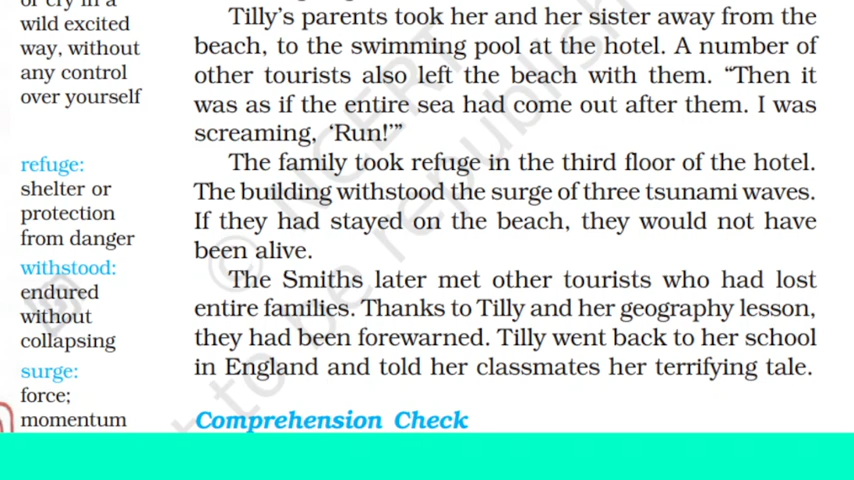 or cry in a
wild excited
way, without
any control
over yourself
refuge:
shelter or
protection
from danger
withstood:
endured
without
collapsing
surge:
force;
momentum
Tilly's parents took her and her sister away from the
beach, to the swimming pool at the hotel. A number of
other tourists also left the beach with them. “Then it
was as if the entire sea had come out after them. I was
screaming, ‘Run!’”
The family took refuge in the third floor of the hotel.
The building withstood the surge of three tsunami waves.
If they had stayed on the beach, they would not have
been alive.
The Smiths later met other tourists who had lost
entire families. Thanks to Tilly and her geography lesson,
they had been forewarned. Tilly went back to her school
in England and told her classmates her terrifying tale.
Comprehension Check
© NCERT
to be republish